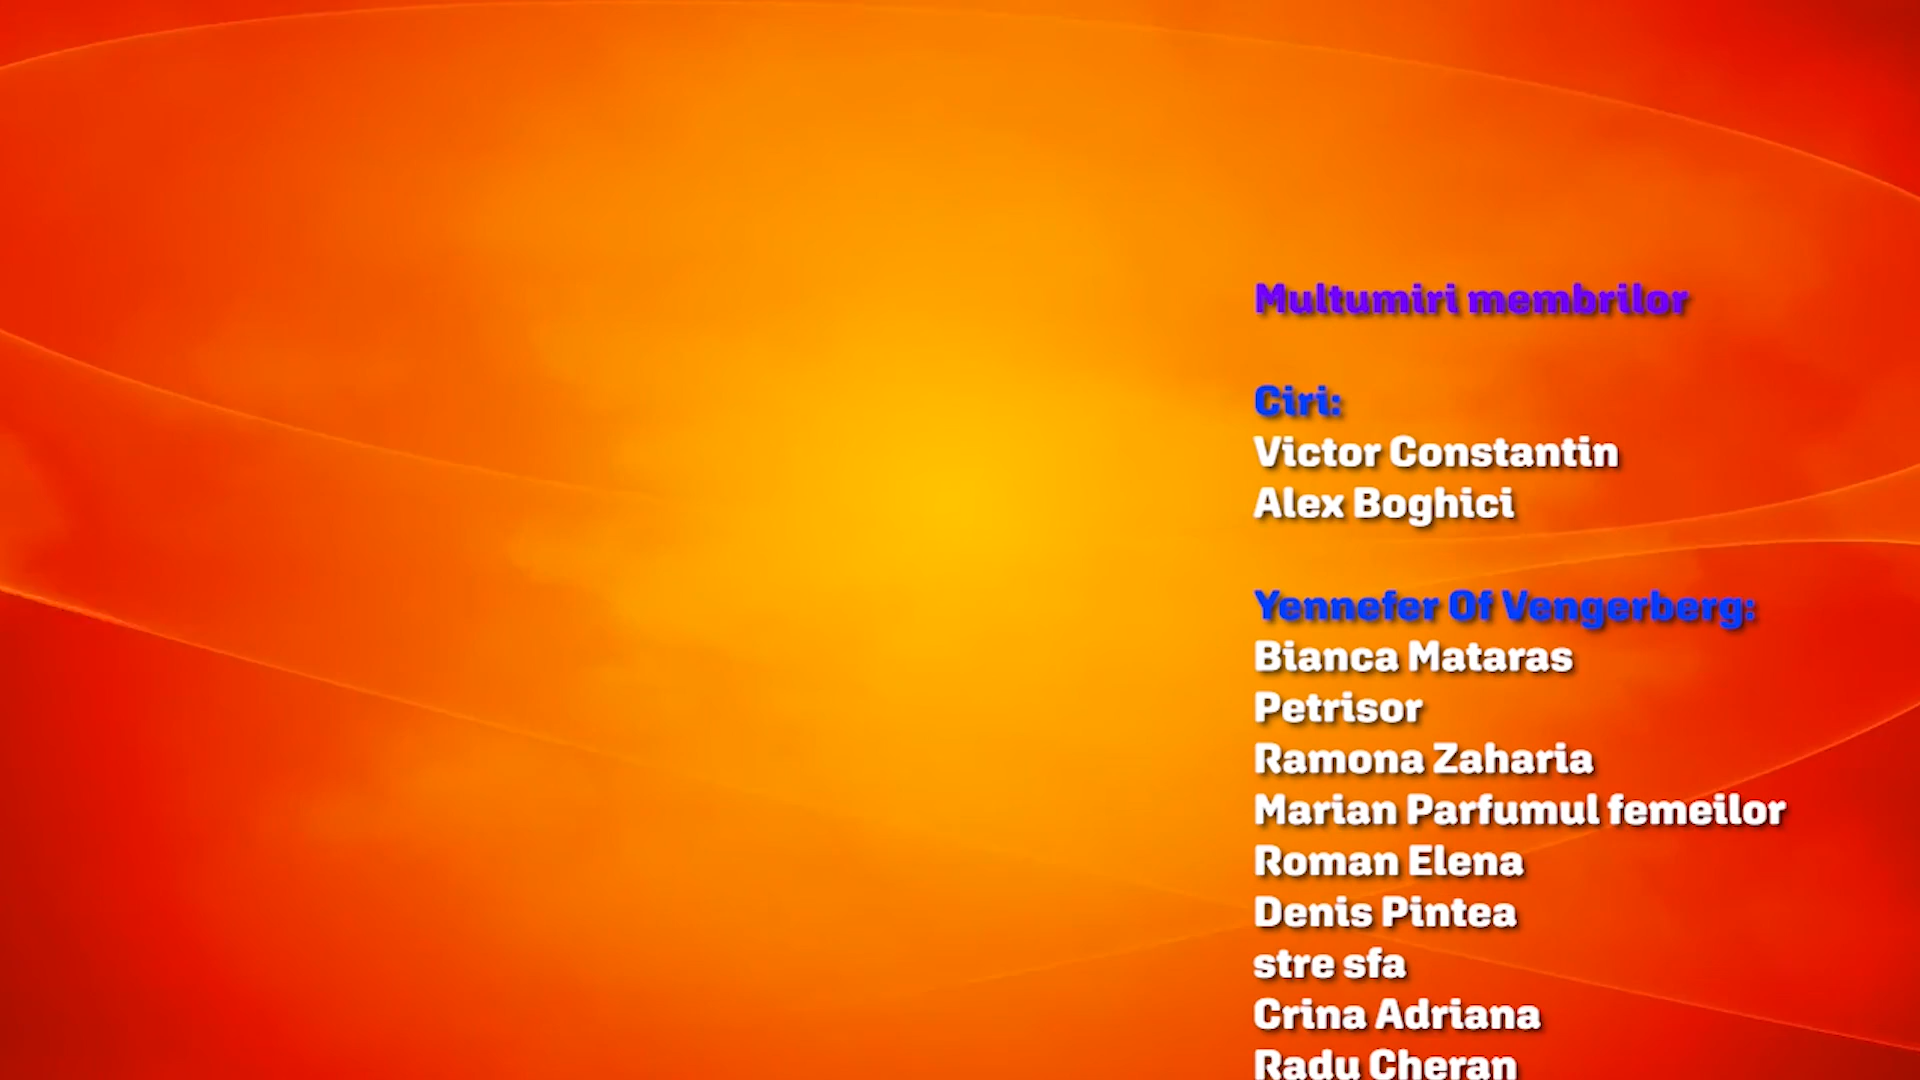 Multumiri membrilor
Ciri:
Victor Constantin
Alex Boghici
Yennefer Of Vengerberg:
Bianca Mataras
Petrisor
Ramona Zaharia
Marian Parfumul femeilor
Roman Elena
Denis Pintea
stre sfa
Crina Adriana
Radu Cheran